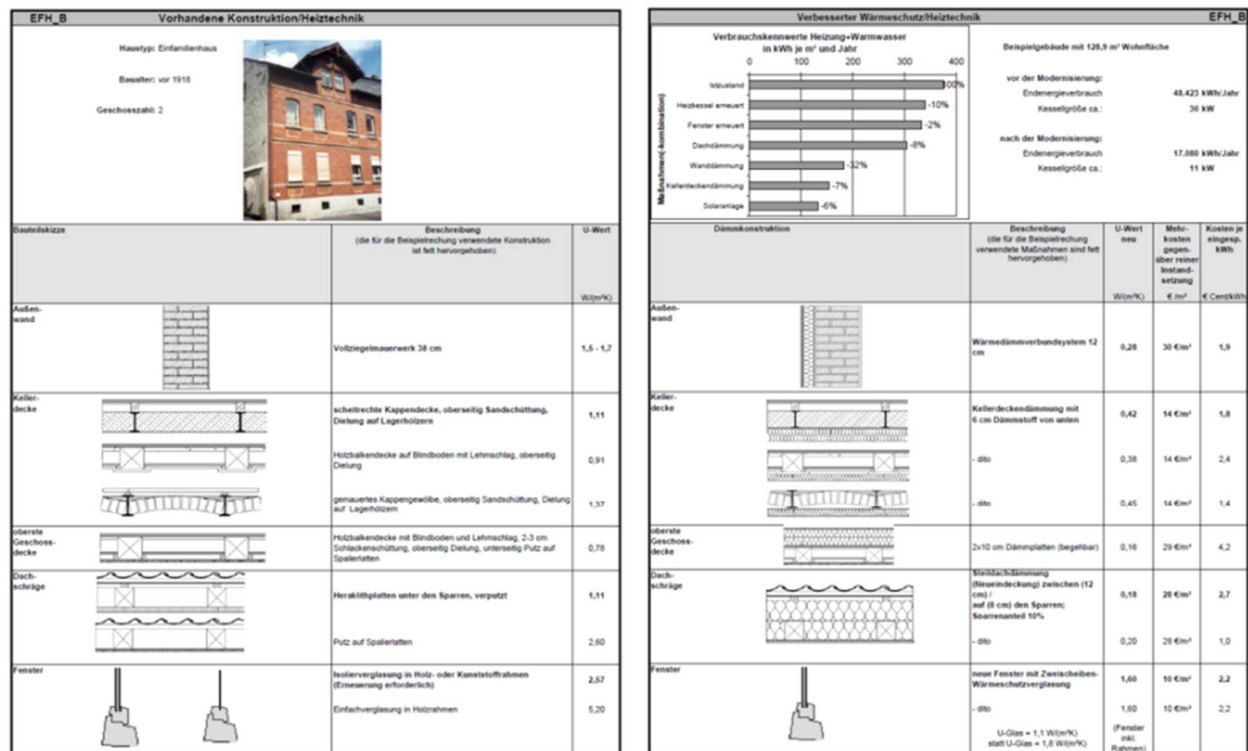 EFH_B Vorhandene Konstruktion/Heiztechnik
Haustyp: Einfamilienhaus
Baualter: vor 1918
Geschosszahl: 2
Bauteilskizze
Beschreibung
(die für die Beispielrechung verwendete Konstruktion
ist fett hervorgehoben)
U-Wert
W/(m²K)
Außen-
wand
Vollziegelmauerwerk 38 cm
1,5 - 1,7
Keller-
decke
scheitrechte Kappendecke, oberseitig Sandschüttung,
Dielung auf Lagerhölzern
1,11
Holzbalkendecke auf Blindboden mit Lehmschlag, oberseitig
Dielung
0,91
gemauertes Kappengewölbe, oberseitig Sandschüttung, Dielung
auf Lagerhölzern
1,37
oberste
Geschoss-
decke
Holzbalkendecke mit Blindboden und Lehmschlag, 2-3 cm
Schlackenschüttung, oberseitig Dielung, unterseitig Putz auf
Spalierlatten
0,78
Dach-
schräge
Heraklithplatten unter den Sparren, verputzt
1,11
Putz auf Spalierlatten
2,60
Fenster
Isolierverglasung in Holz- oder Kunststoffrahmen
(Erneuerung erforderlich)
2,57
Einfachverglasung in Holzrahmen
5,20
Verbesserter Wärmeschutz/Heiztechnik EFH_B
Verbrauchskennwerte Heizung+Warmwasser
in kWh je m² und Jahr
0 100 200 300 400
Maßnahmen(-kombination)
Istzustand 100%
Heizkessel erneuert -10%
Fenster erneuert -2%
Dachdämmung -8%
Wanddämmung -32%
Kellerdeckendämmung -7%
Solaranlage -6%
Beispielgebäude mit 128,9 m² Wohnfläche
vor der Modernisierung:
Endenergieverbrauch 48.423 kWh/Jahr
Kesselgröße ca.: 30 kW
nach der Modernisierung:
Endenergieverbrauch 17.080 kWh/Jahr
Kesselgröße ca.: 11 kW
Dämmkonstruktion
Beschreibung
(die für die Beispielrechung
verwendete Maßnahmen sind fett
hervorgehoben)
U-Wert
neu
W/(m²K)
Mehr-
kosten
gegen-
über reiner
Instand-
setzung
€ /m²
Kosten je
eingesp.
kWh
€ Cent/kWh
Außen-
wand
Wärmedämmverbundsystem 12
cm
0,28 30 €/m² 1,9
Keller-
decke
Kellerdeckendämmung mit
6 cm Dämmstoff von unten
0,42 14 €/m² 1,8
- dito 0,38 14 €/m² 2,4
- dito 0,45 14 €/m² 1,4
oberste
Geschoss-
decke
2x10 cm Dämmplatten (begehbar) 0,16 29 €/m² 4,2
Dach-
schräge
Steildachdämmung
(Neueindeckung) zwischen (12
cm) /
auf (8 cm) den Sparren;
Sparrenanteil 10%
0,18 28 €/m² 2,7
- dito 0,20 28 €/m² 1,0
Fenster
neue Fenster mit Zweischeiben-
Wärmeschutzverglasung
1,60 10 €/m² 2,2
- dito 1,60 10 €/m² 2,2
U-Glas = 1,1 W/(m²K)
statt U-Glas = 1,8 W/(m²K)
(Fenster
inkl.
Rahmen)